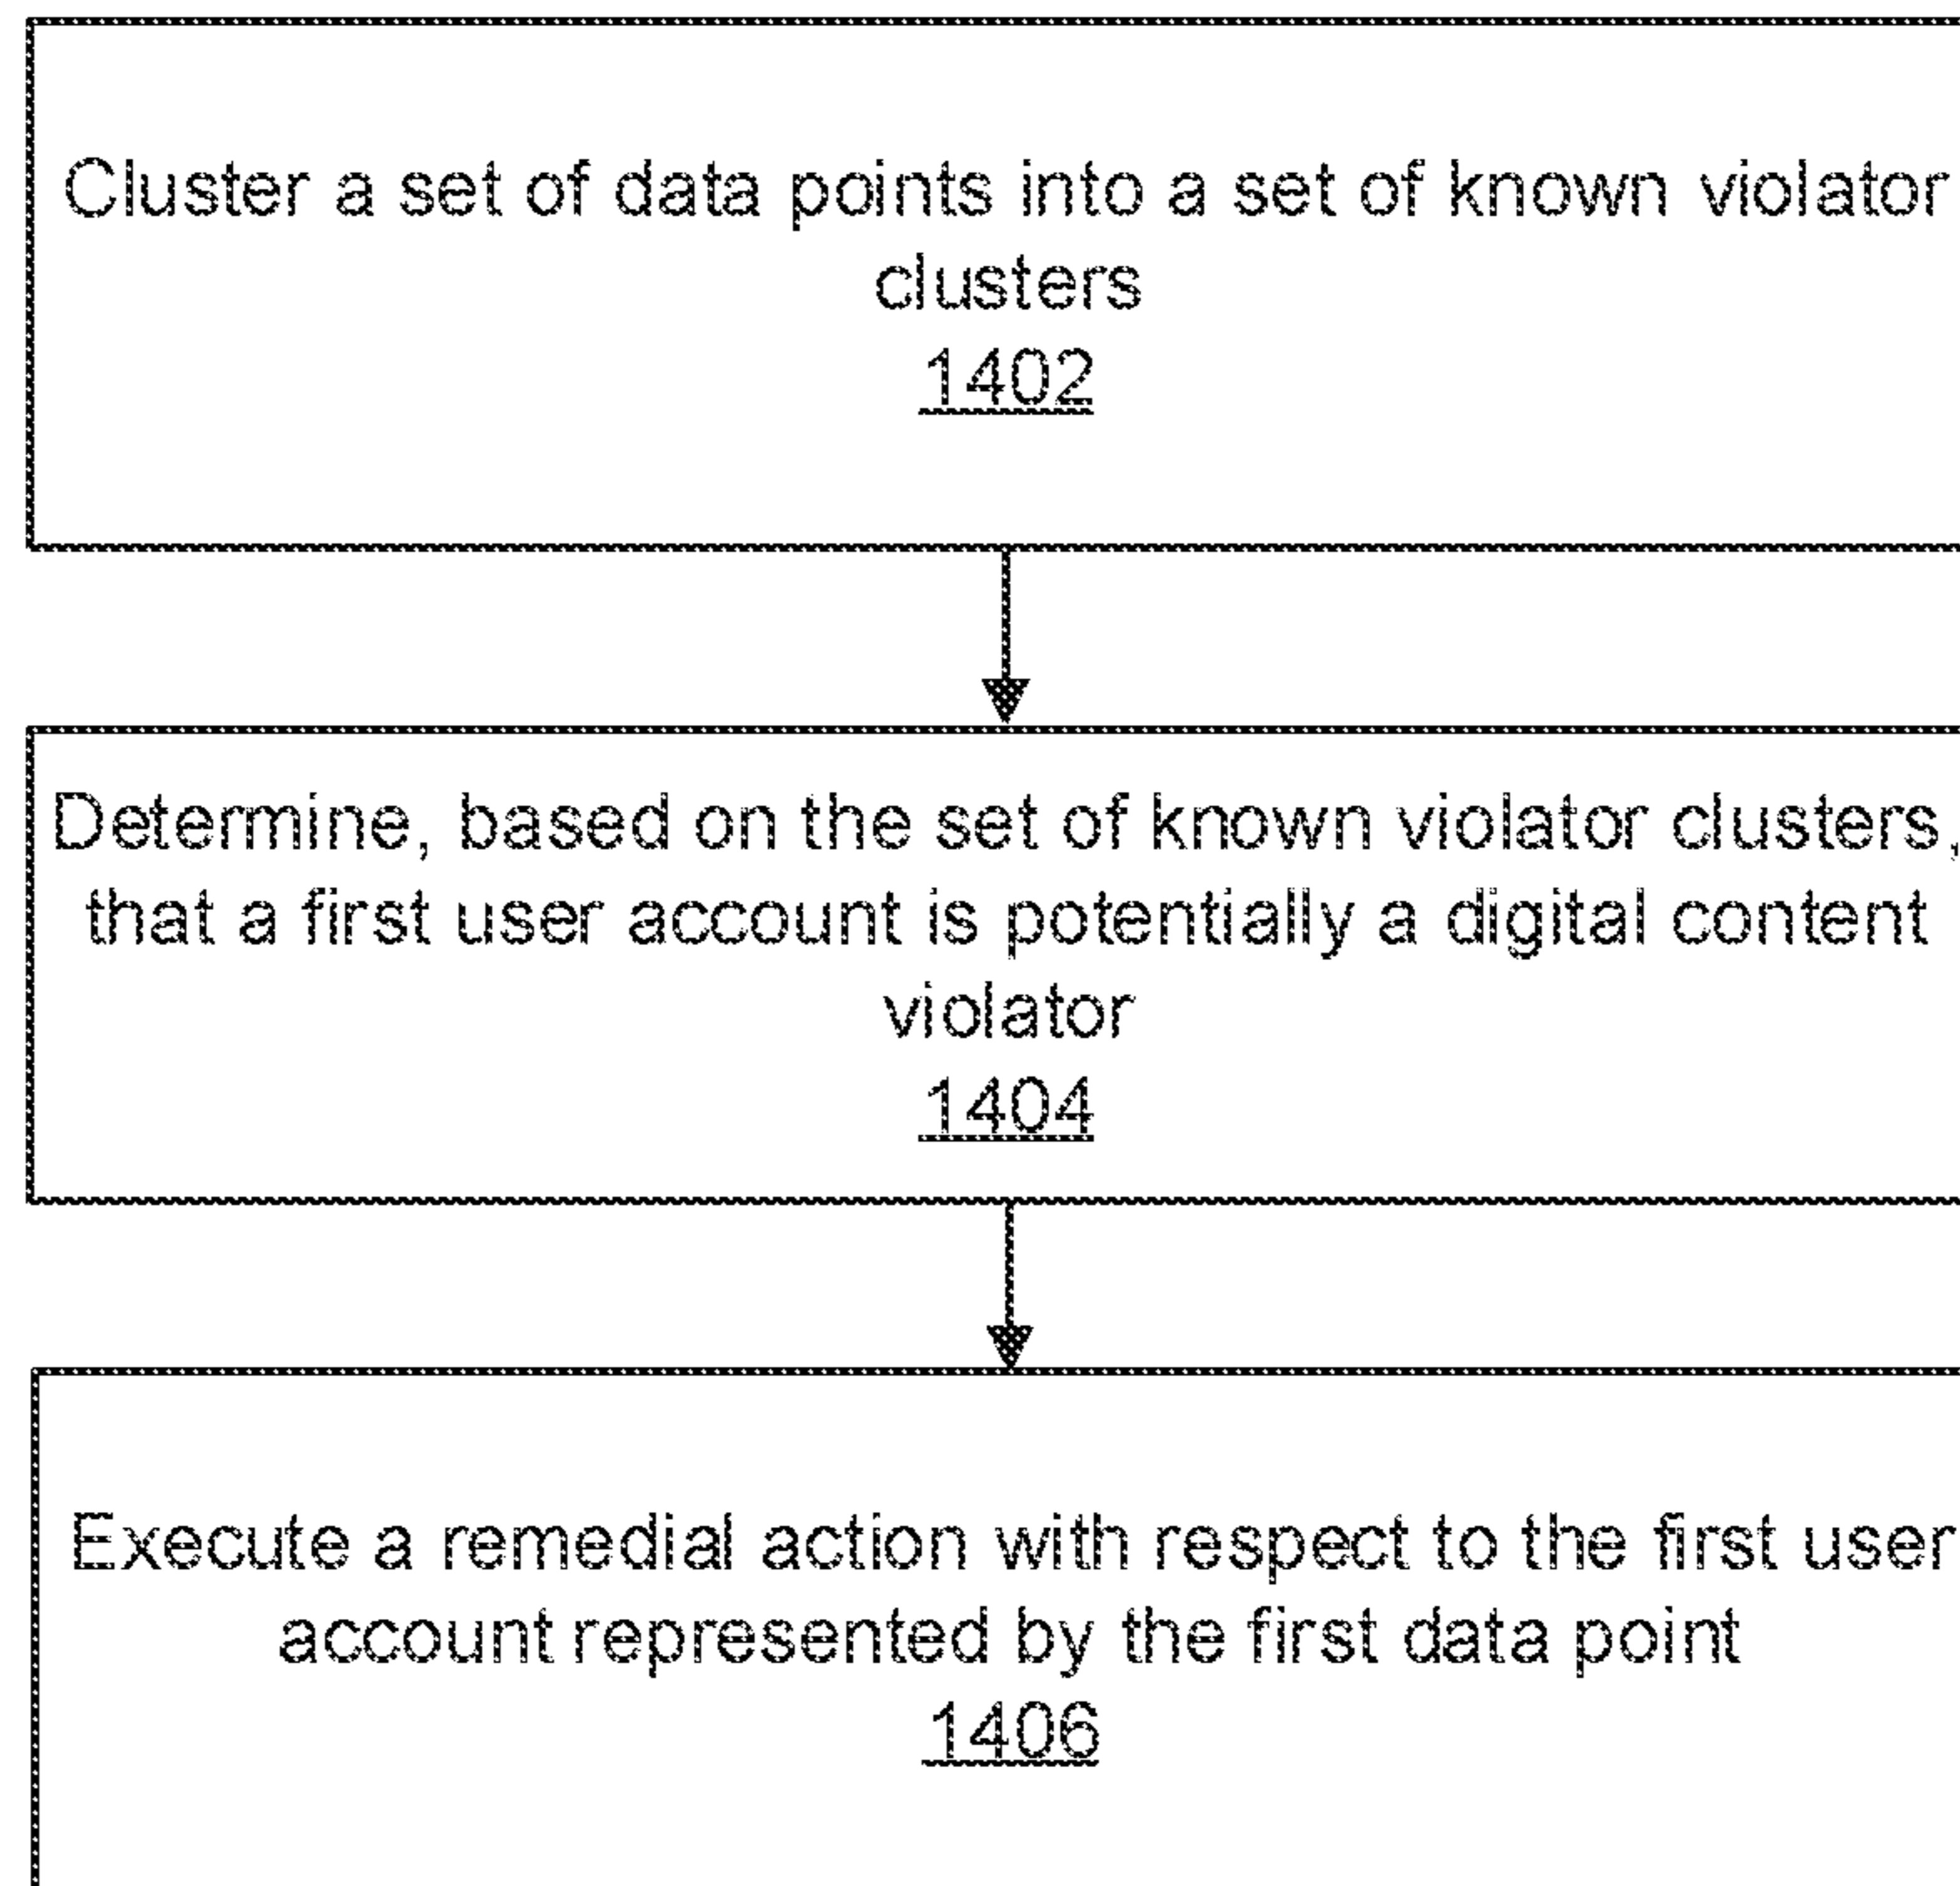 Cluster a set of data points into a set of known violator
clusters
1402
Determine, based on the set of known violator clusters,
that a first user account is potentially a digital content
violator
1404
Execute a remedial action with respect to the first user
account represented by the first data point
1406